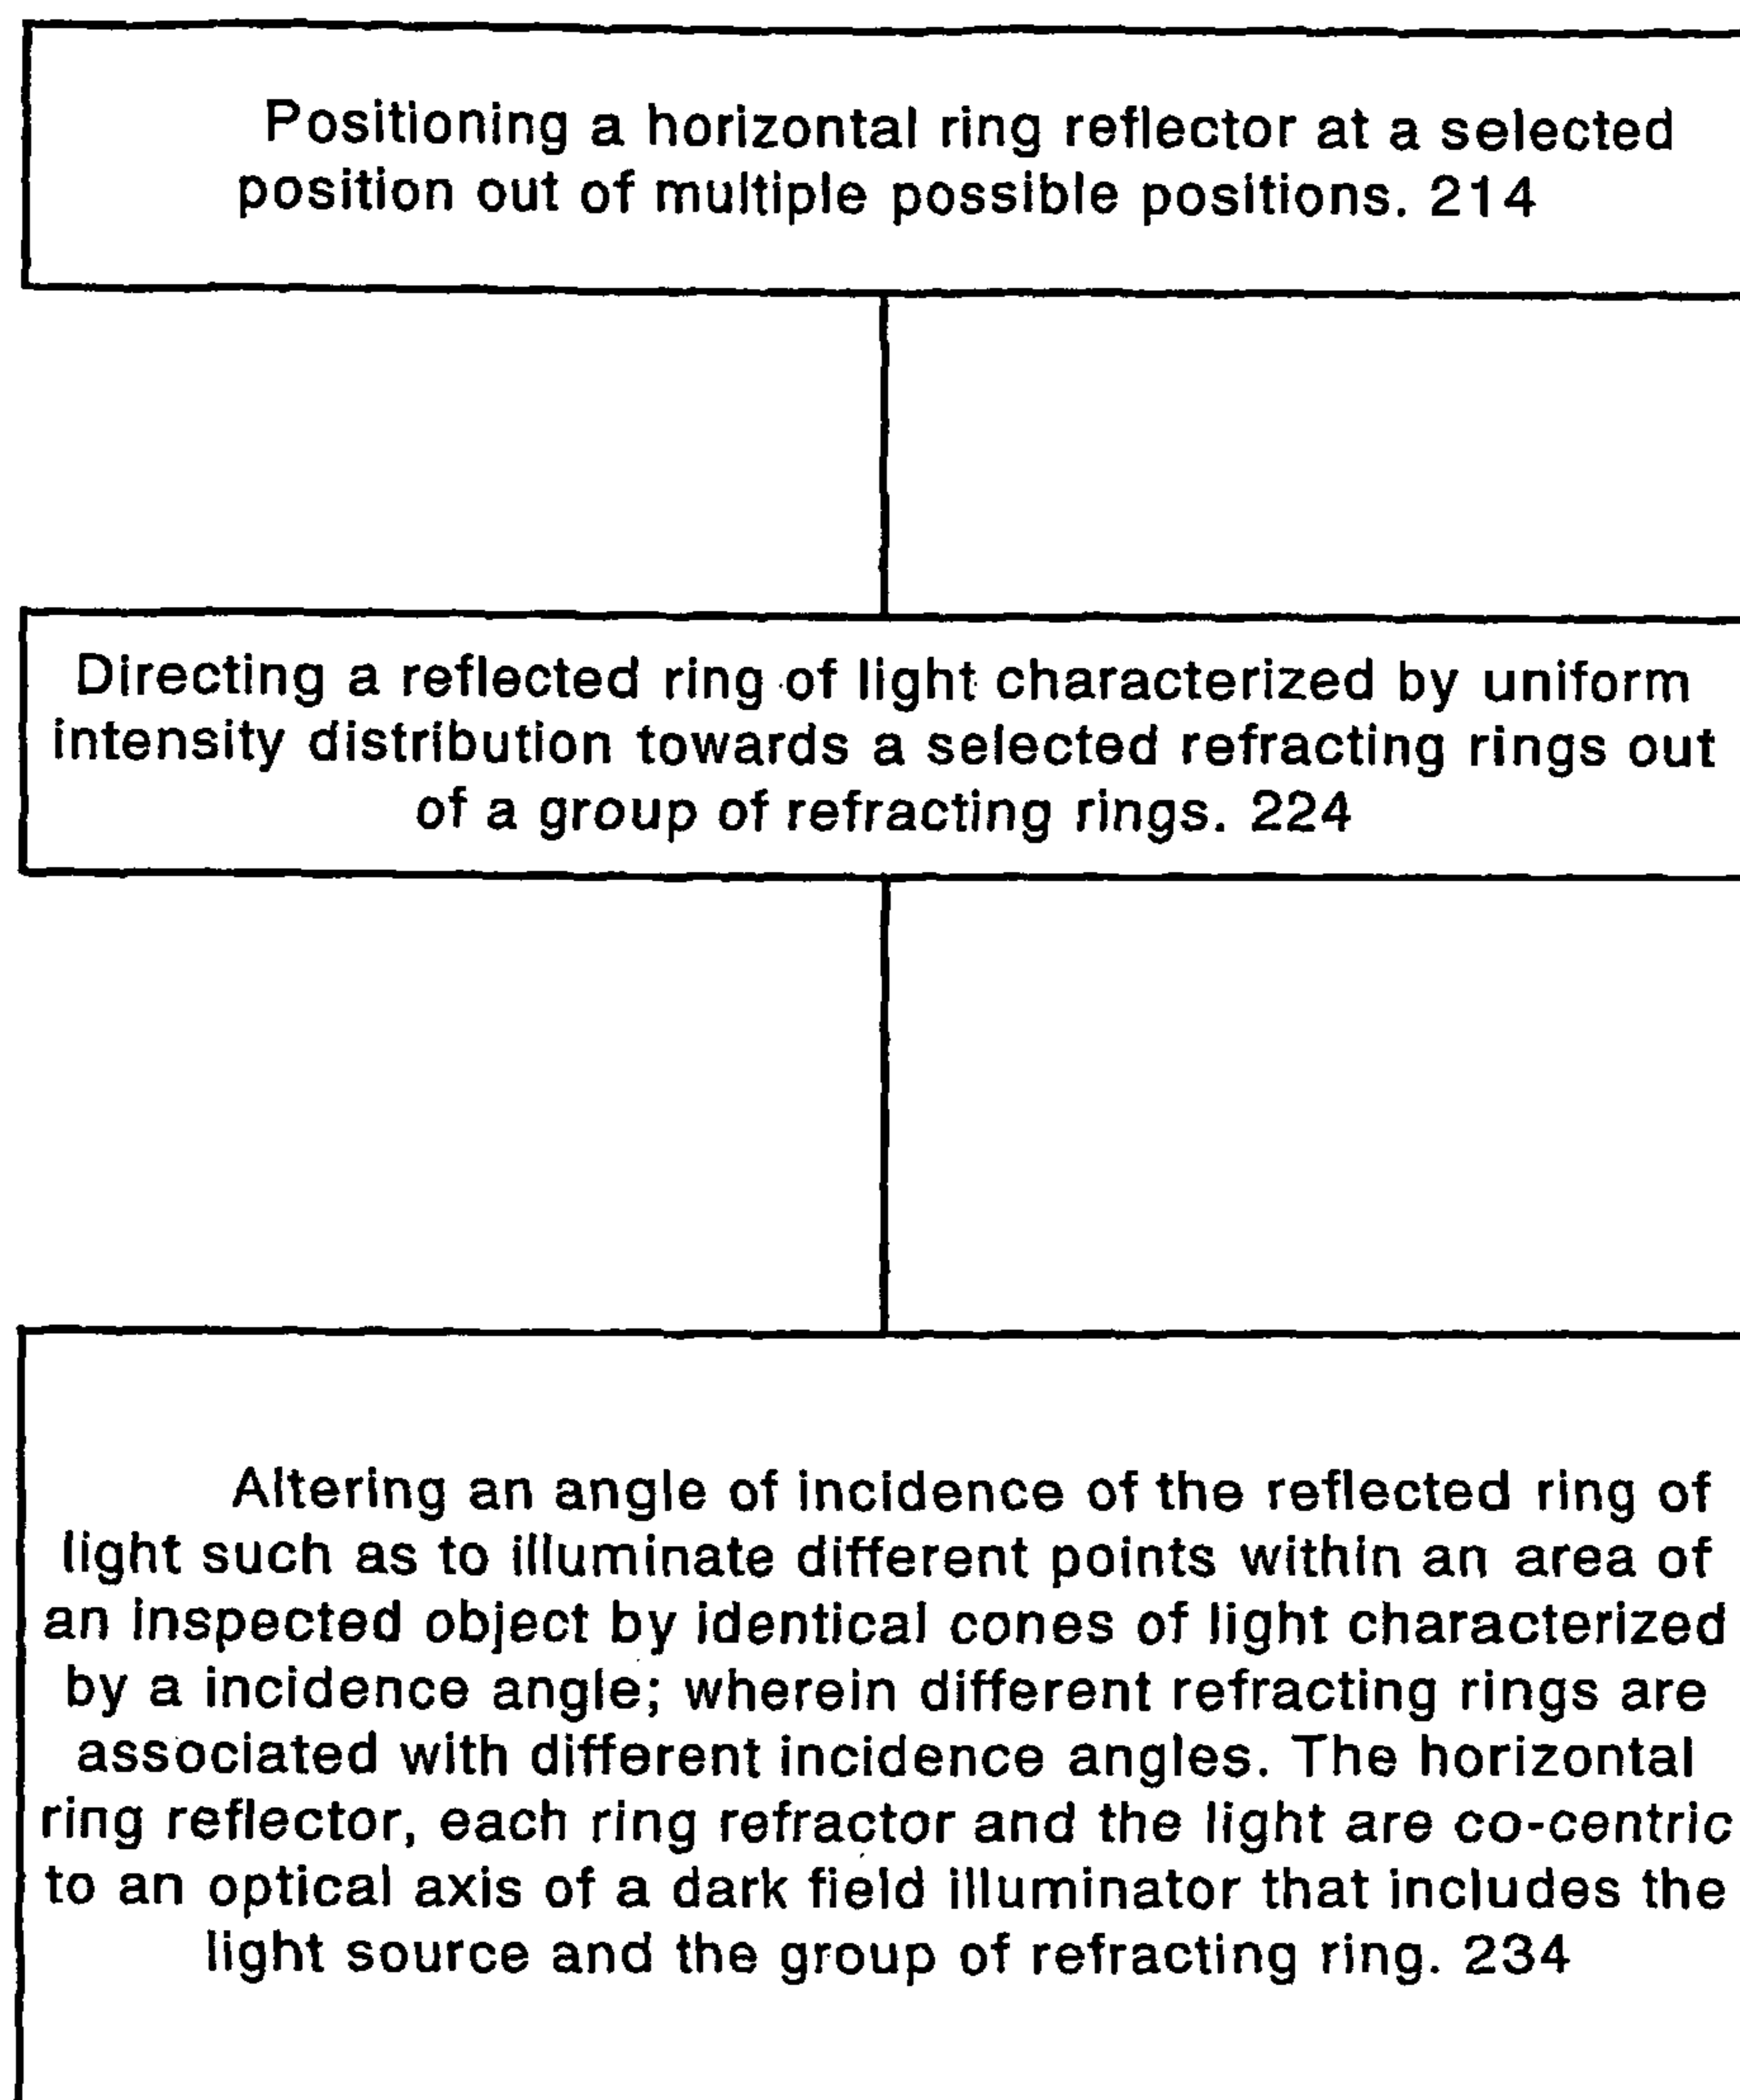 Positioning a horizontal ring reflector at a selected
position out of multiple possible positions. 214
Directing a reflected ring of light characterized by uniform
intensity distribution towards a selected refracting rings out
of a group of refracting rings. 224
Altering an angle of incidence of the reflected ring of
light such as to illuminate different points within an area of
an inspected object by identical cones of light characterized
by a incidence angle; wherein different refracting rings are
associated with different incidence angles. The horizontal
ring reflector, each ring refractor and the light are co-centric
to an optical axis of a dark field illuminator that includes the
light source and the group of refracting ring. 234